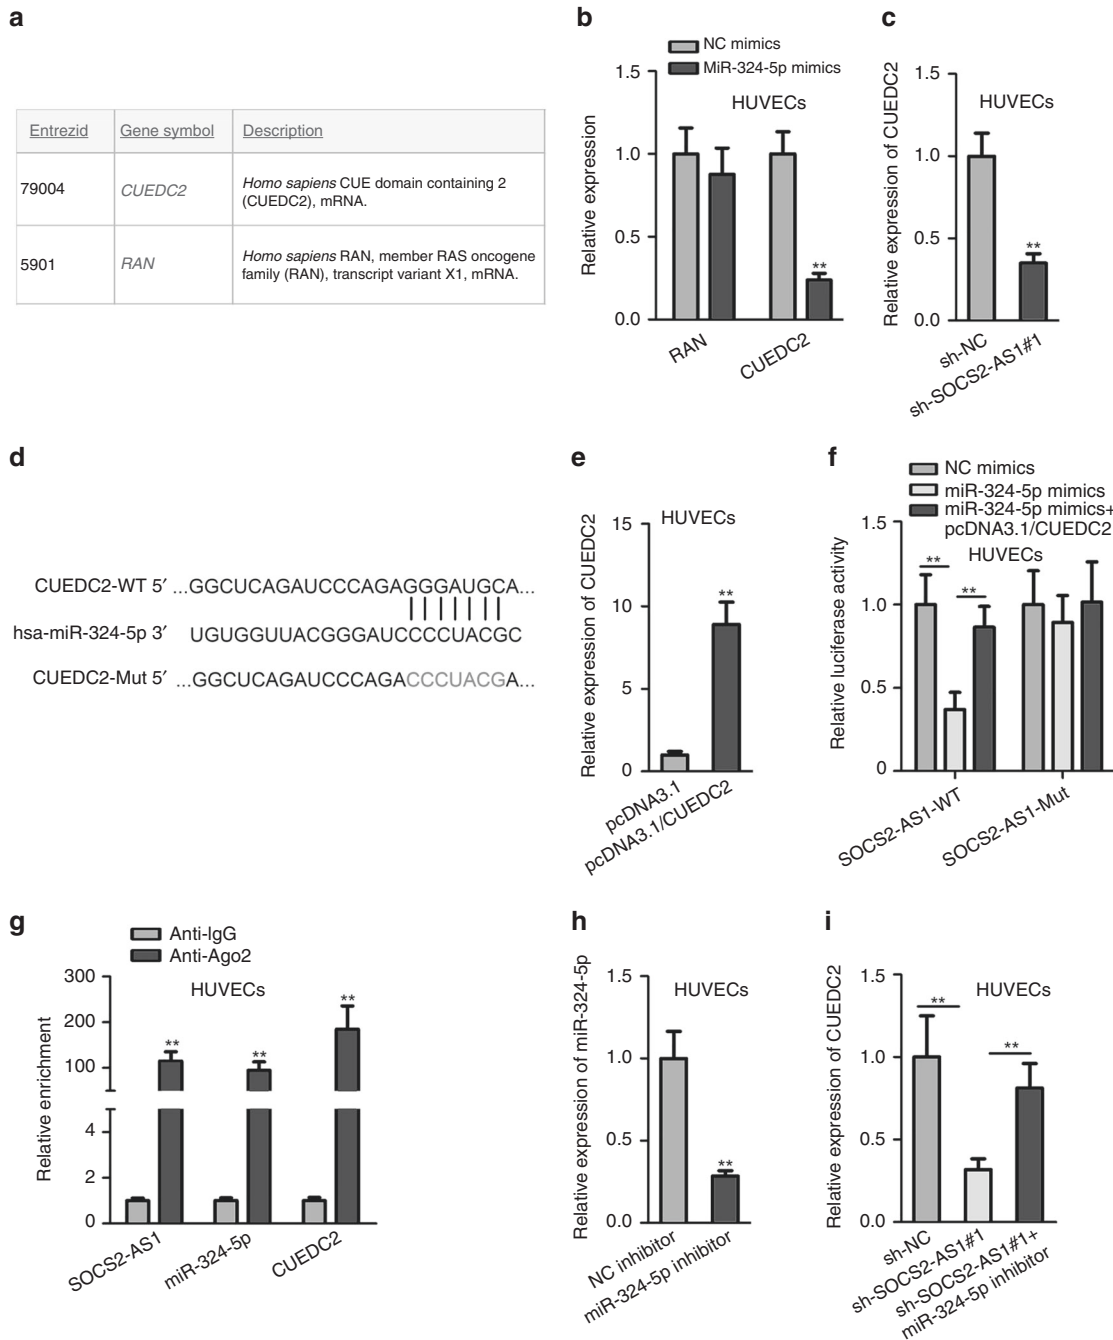 a
Entrezid Gene symbol Description
79004 CUEDC2 Homo sapiens CUE domain containing 2
(CUEDC2), mRNA.
5901 RAN Homo sapiens RAN, member RAS oncogene
family (RAN), transcript variant X1, mRNA.
b
NC mimics
MiR-324-5p mimics
HUVECs
Relative expression
1.5
1.0
0.5
0.0
**
RAN
CUEDC2
c
Relative expression of CUEDC2
HUVECs
1.5
1.0
0.5
0.0
**
sh-NC
sh-SOCS2-AS1#1
d
CUEDC2-WT 5′ ...GGCUCAGAUCCCAGAGGGAUGCA...
hsa-miR-324-5p 3′ UGUGGUUACGGGAUCCCCUACGC
CUEDC2-Mut 5′ ...GGCUCAGAUCCCAGACCCUACGA...
e
Relative expression of CUEDC2
HUVECs
15
10
5
0
**
pcDNA3.1
pcDNA3.1/CUEDC2
f
NC mimics
miR-324-5p mimics
miR-324-5p mimics+
pcDNA3.1/CUEDC2
HUVECs
Relative luciferase activity
1.5
1.0
0.5
0
**
**
SOCS2-AS1-WT
SOCS2-AS1-Mut
g
Anti-IgG
Anti-Ago2
HUVECs
Relative enrichment
300
200
100
4
2
0
**
**
**
SOCS2-AS1
miR-324-5p
CUEDC2
h
Relative expression of miR-324-5p
HUVECs
1.5
1.0
0.5
0.0
**
NC inhibitor
miR-324-5p inhibitor
i
Relative expression of CUEDC2
HUVECs
1.5
1.0
0.5
0.0
**
**
sh-NC
sh-SOCS2-AS1#1
sh-SOCS2-AS1#1+
miR-324-5p inhibitor